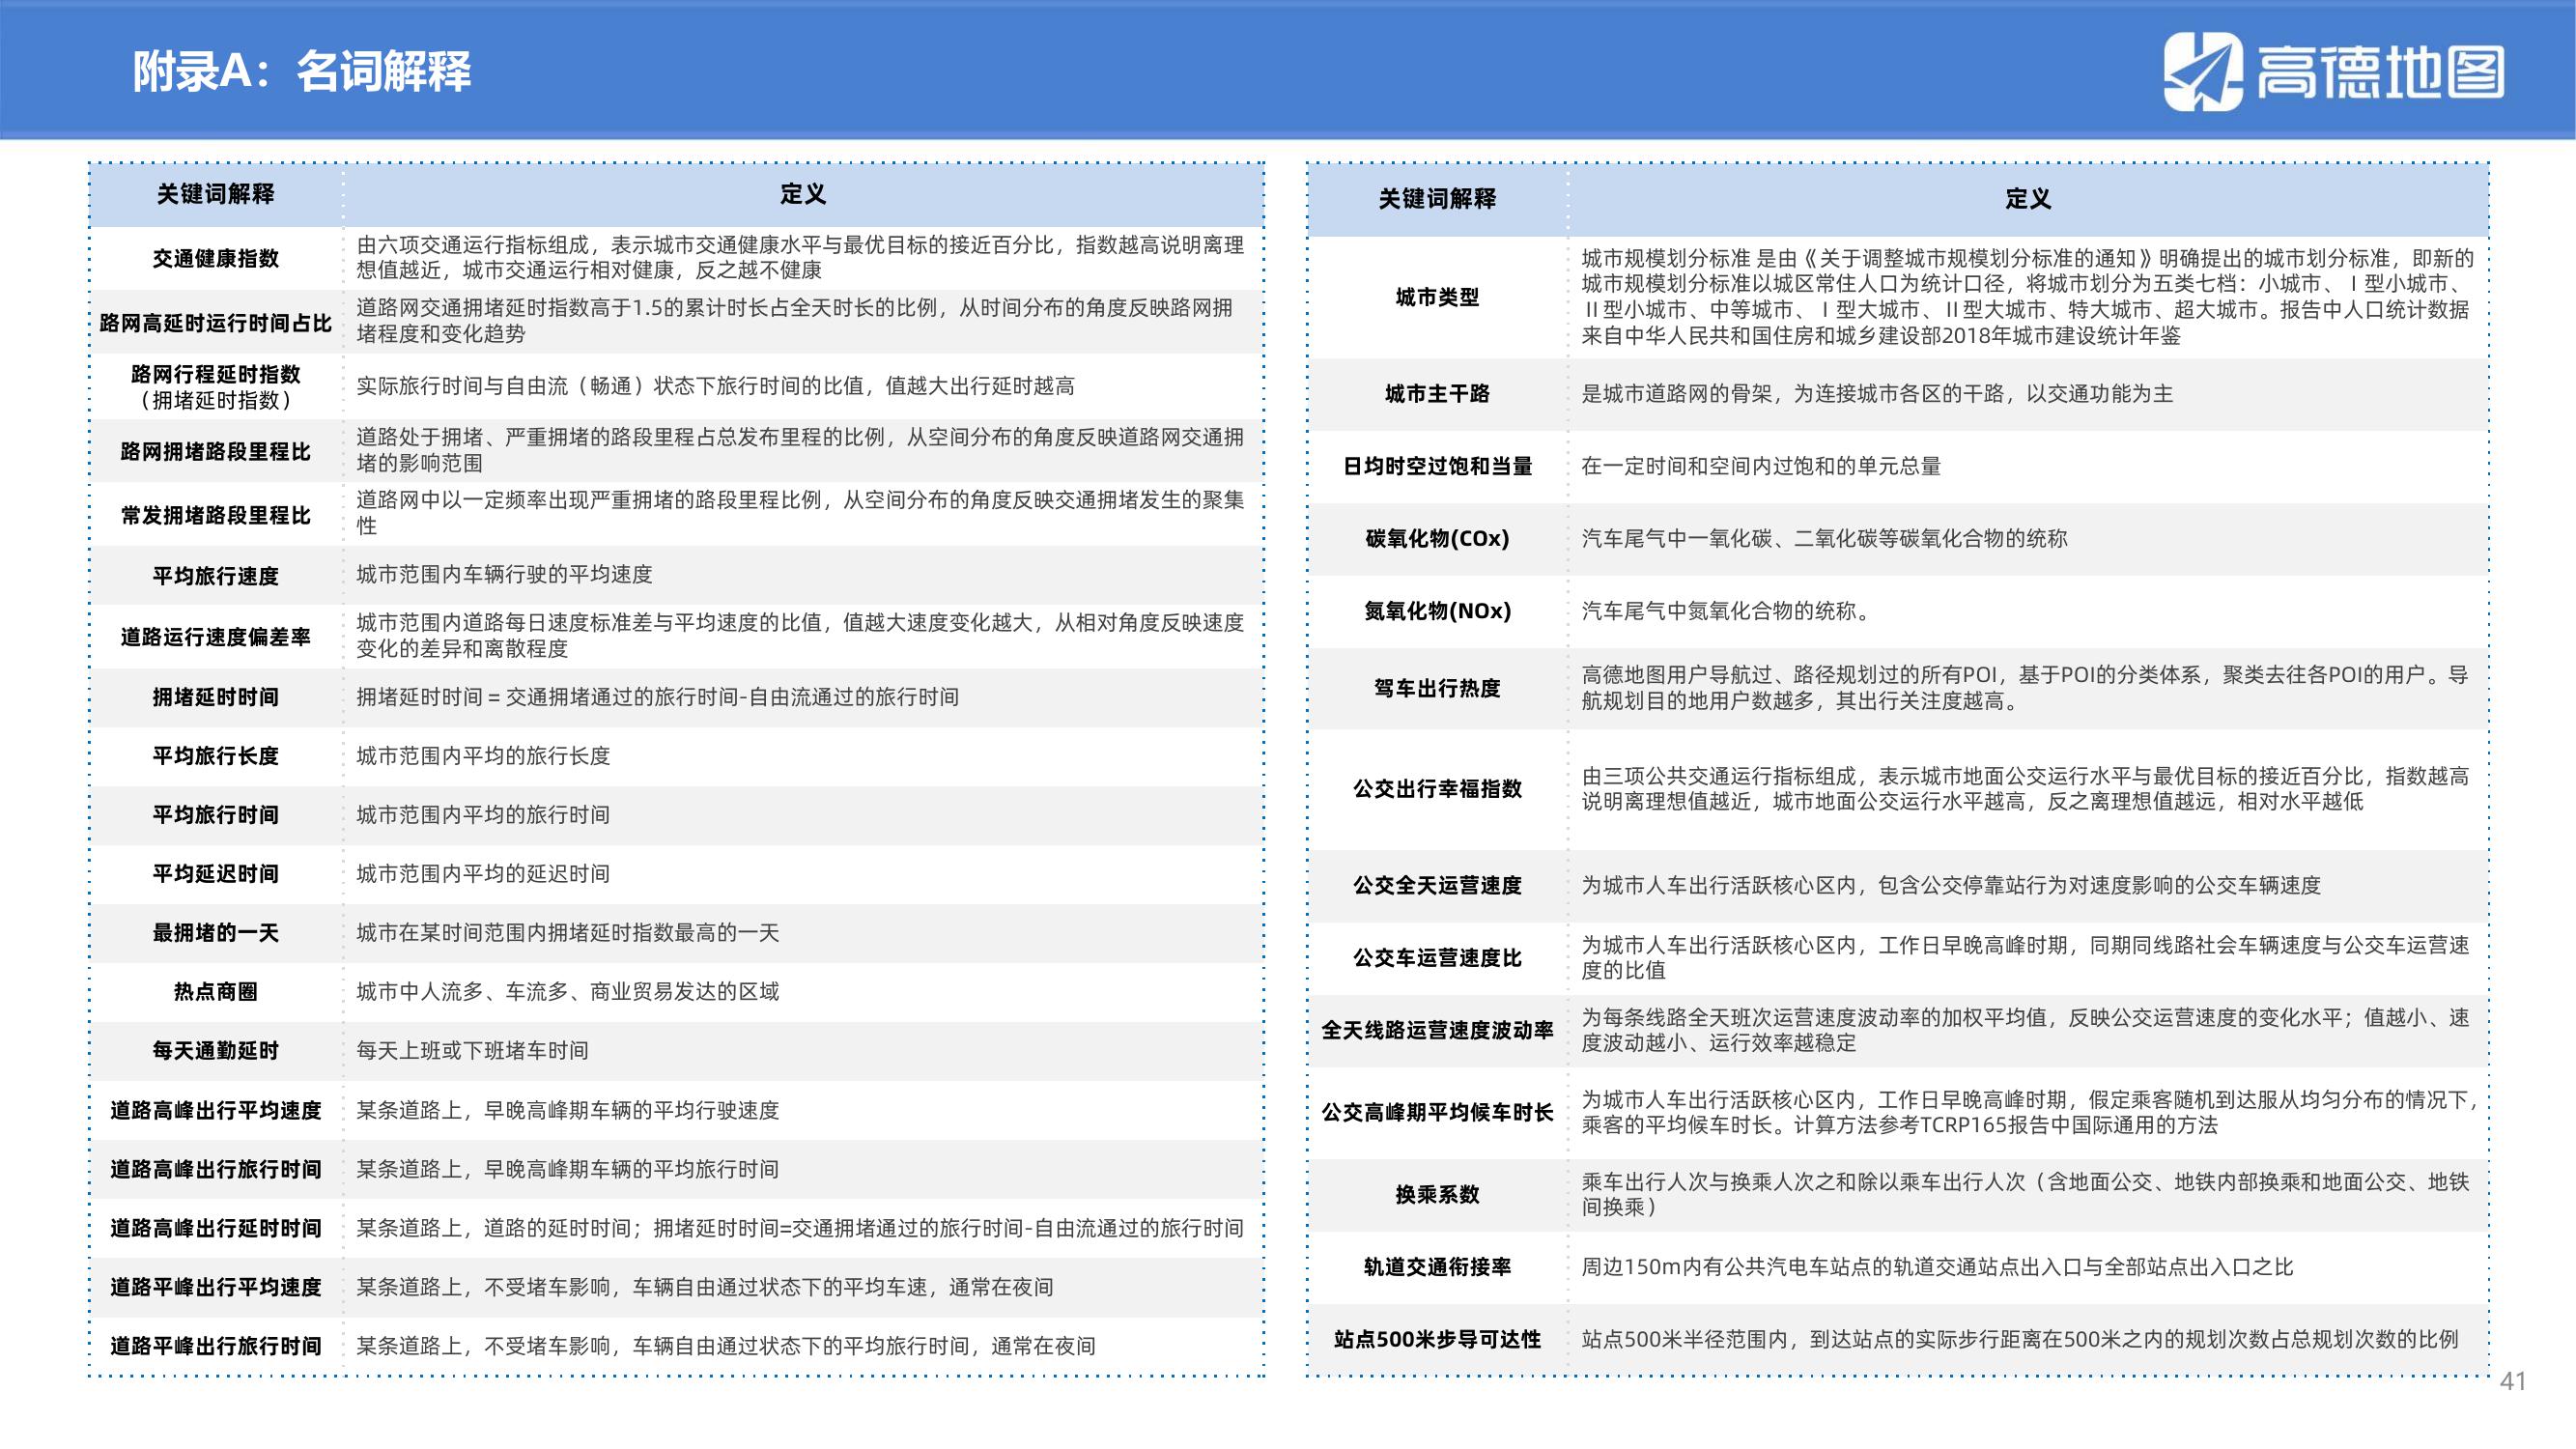 附录A：名词解释
高德地图
关键词解释 定义
交通健康指数
由六项交通运行指标组成，表示城市交通健康水平与最优目标的接近百分比，指数越高说明离理
想值越近，城市交通运行相对健康，反之越不健康
路网高延时运行时间占比
道路网交通拥堵延时指数高于1.5的累计时长占全天时长的比例，从时间分布的角度反映路网拥
堵程度和变化趋势
路网行程延时指数
（拥堵延时指数）
实际旅行时间与自由流（畅通）状态下旅行时间的比值，值越大出行延时越高
路网拥堵路段里程比
道路处于拥堵、严重拥堵的路段里程占总发布里程的比例，从空间分布的角度反映道路网交通拥
堵的影响范围
常发拥堵路段里程比
道路网中以一定频率出现严重拥堵的路段里程比例，从空间分布的角度反映交通拥堵发生的聚集
性
平均旅行速度 城市范围内车辆行驶的平均速度
道路运行速度偏差率
城市范围内道路每日速度标准差与平均速度的比值，值越大速度变化越大，从相对角度反映速度
变化的差异和离散程度
拥堵延时时间 拥堵延时时间 = 交通拥堵通过的旅行时间-自由流通过的旅行时间
平均旅行长度 城市范围内平均的旅行长度
平均旅行时间 城市范围内平均的旅行时间
平均延迟时间 城市范围内平均的延迟时间
最拥堵的一天 城市在某时间范围内拥堵延时指数最高的一天
热点商圈 城市中人流多、车流多、商业贸易发达的区域
每天通勤延时 每天上班或下班堵车时间
道路高峰出行平均速度 某条道路上，早晚高峰期车辆的平均行驶速度
道路高峰出行旅行时间 某条道路上，早晚高峰期车辆的平均旅行时间
道路高峰出行延时时间 某条道路上，道路的延时时间；拥堵延时时间=交通拥堵通过的旅行时间-自由流通过的旅行时间
道路平峰出行平均速度 某条道路上，不受堵车影响，车辆自由通过状态下的平均车速，通常在夜间
道路平峰出行旅行时间 某条道路上，不受堵车影响，车辆自由通过状态下的平均旅行时间，通常在夜间
关键词解释 定义
城市类型
城市规模划分标准 是由《关于调整城市规模划分标准的通知》明确提出的城市划分标准，即新的
城市规模划分标准以城区常住人口为统计口径，将城市划分为五类七档：小城市、Ⅰ型小城市、
Ⅱ型小城市、中等城市、Ⅰ型大城市、Ⅱ型大城市、特大城市、超大城市。报告中人口统计数据
来自中华人民共和国住房和城乡建设部2018年城市建设统计年鉴
城市主干路 是城市道路网的骨架，为连接城市各区的干路，以交通功能为主
日均时空过饱和当量 在一定时间和空间内过饱和的单元总量
碳氧化物(COx) 汽车尾气中一氧化碳、二氧化碳等碳氧化合物的统称
氮氧化物(NOx) 汽车尾气中氮氧化合物的统称。
驾车出行热度
高德地图用户导航过、路径规划过的所有POI，基于POI的分类体系，聚类去往各POI的用户。导
航规划目的地用户数越多，其出行关注度越高。
公交出行幸福指数
由三项公共交通运行指标组成，表示城市地面公交运行水平与最优目标的接近百分比，指数越高
说明离理想值越近，城市地面公交运行水平越高，反之离理想值越远，相对水平越低
公交全天运营速度 为城市人车出行活跃核心区内，包含公交停靠站行为对速度影响的公交车辆速度
公交车运营速度比
为城市人车出行活跃核心区内，工作日早晚高峰时期，同期同线路社会车辆速度与公交车运营速
度的比值
全天线路运营速度波动率
为每条线路全天班次运营速度波动率的加权平均值，反映公交运营速度的变化水平；值越小、速
度波动越小、运行效率越稳定
公交高峰期平均候车时长
为城市人车出行活跃核心区内，工作日早晚高峰时期，假定乘客随机到达服从均匀分布的情况下，
乘客的平均候车时长。计算方法参考TCRP165报告中国际通用的方法
换乘系数
乘车出行人次与换乘人次之和除以乘车出行人次（含地面公交、地铁内部换乘和地面公交、地铁
间换乘）
轨道交通衔接率 周边150m内有公共汽电车站点的轨道交通站点出入口与全部站点出入口之比
站点500米步导可达性 站点500米半径范围内，到达站点的实际步行距离在500米之内的规划次数占总规划次数的比例
41